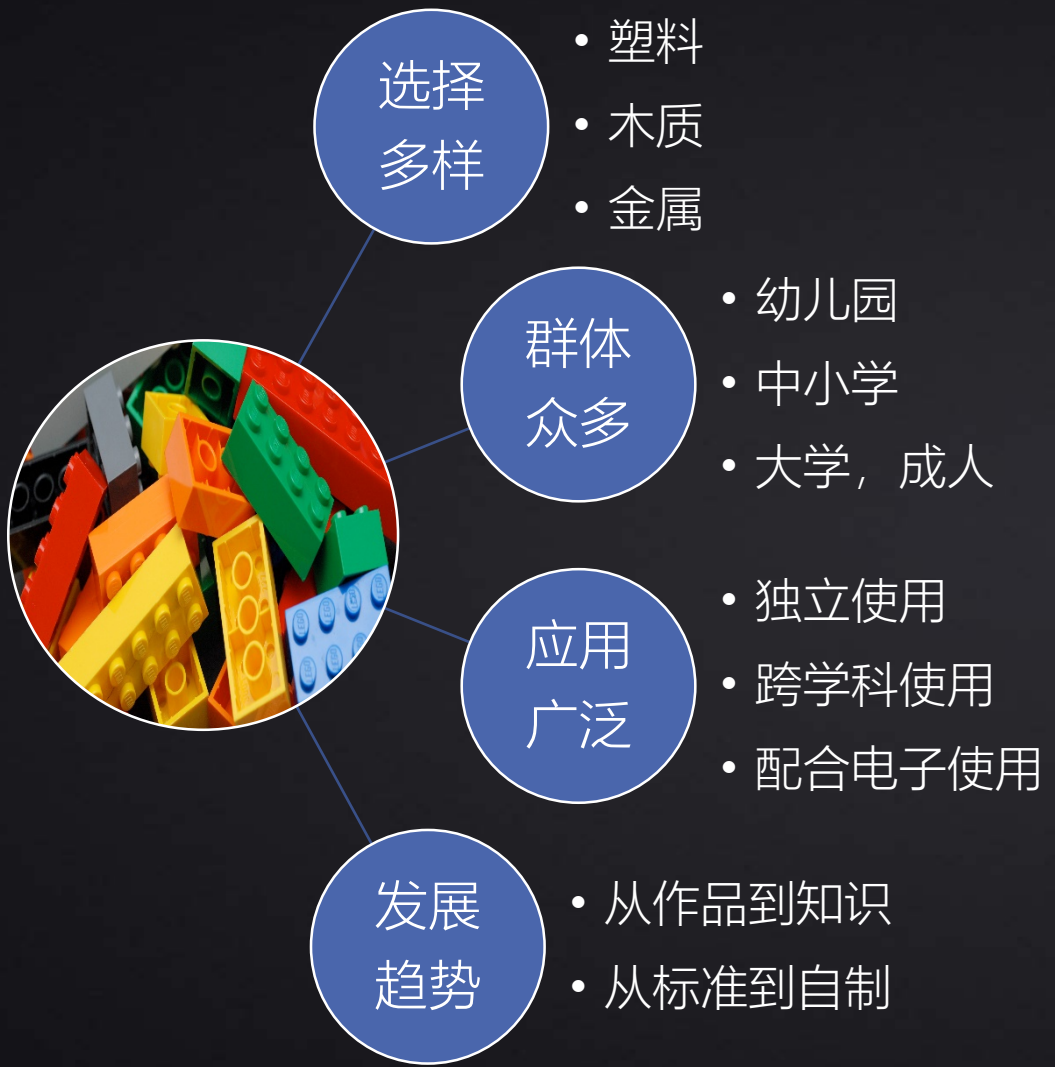 选择
多样
• 塑料
• 木质
• 金属
群体
众多
• 幼儿园
• 中小学
• 大学，成人
应用
广泛
• 独立使用
• 跨学科使用
• 配合电子使用
发展
趋势
• 从作品到知识
• 从标准到自制